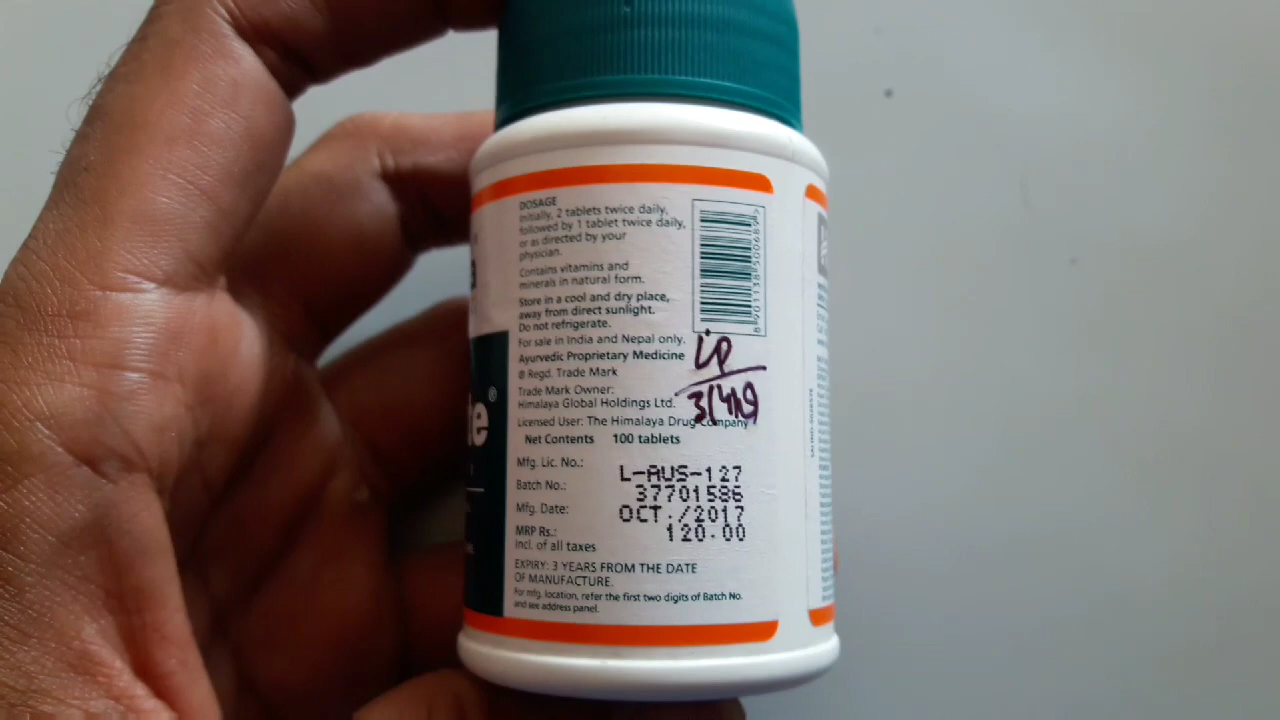 DOSAGE
Initially, 2 tablets twice daily,
followed by 1 tablet twice daily,
or as directed by your
physician.
Contains vitamins and
minerals in natural form.
Store in a cool and dry place,
away from direct sunlight.
Do not refrigerate.
For sale in India and Nepal only.
Ayurvedic Proprietary Medicine
® Regd. Trade Mark
Trade Mark Owner:
Himalaya Global Holdings Ltd.
Licensed User: The Himalaya Drug Company
Net Contents 100 tablets
Mfg. Lic. No.: L-AUS-127
Batch No.: 37701586
Mfg. Date: OCT./2017
MRP Rs.: 120.00
Incl. of all taxes
EXPIRY: 3 YEARS FROM THE DATE
OF MANUFACTURE.
For mfg. location, refer the first two digits of Batch No.
and see address panel.
8 901138 500689